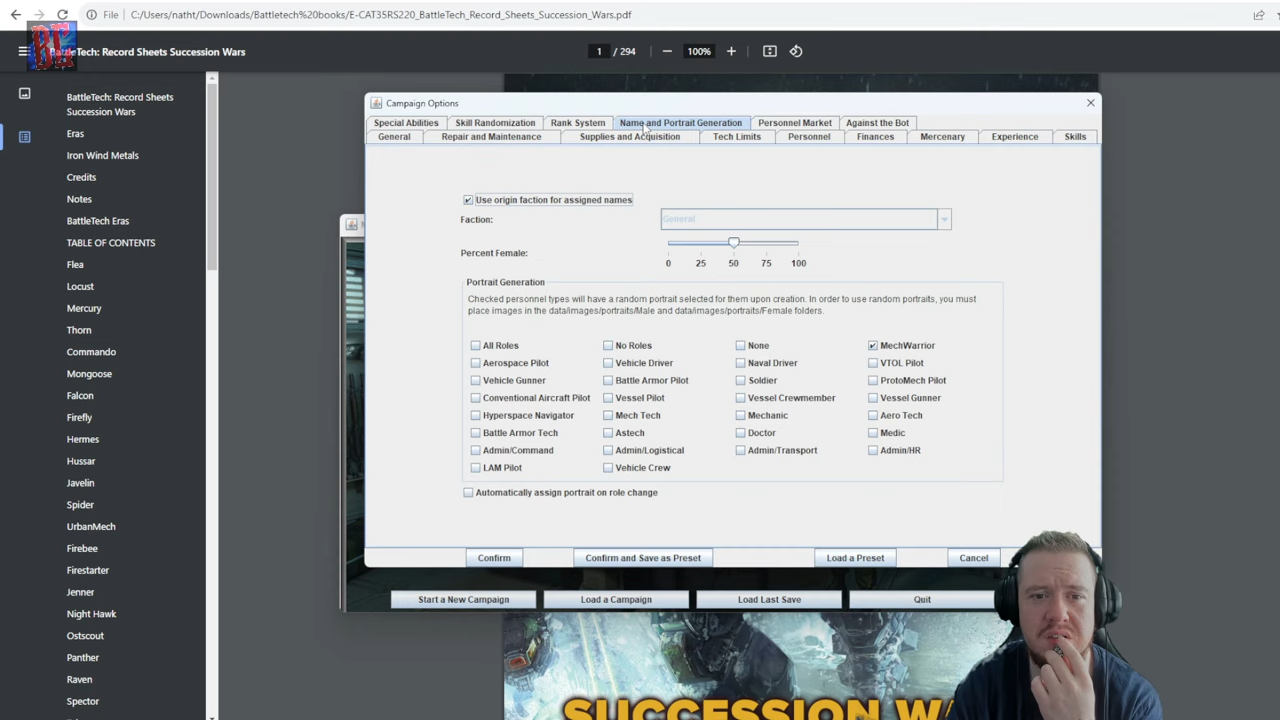 File
C:/Users/natht/Downloads/Battletech%20books/E-CAT35RS220_BattleTech_Record_Sheets_Succession_Wars.pdf
BattleTech: Record Sheets Succession Wars
1 / 294
100%
BattleTech: Record Sheets
Succession Wars
Eras
Iron Wind Metals
Credits
Notes
BattleTech Eras
TABLE OF CONTENTS
Flea
Locust
Mercury
Thorn
Commando
Mongoose
Falcon
Firefly
Hermes
Hussar
Javelin
Spider
UrbanMech
Firebee
Firestarter
Jenner
Night Hawk
Ostscout
Panther
Raven
Spector
Campaign Options
Special Abilities
Skill Randomization
Rank System
Name and Portrait Generation
Personnel Market
Against the Bot
General
Repair and Maintenance
Supplies and Acquisition
Tech Limits
Personnel
Finances
Mercenary
Experience
Skills
Use origin faction for assigned names
Faction:
General
Percent Female:
0 25 50 75 100
Portrait Generation
Checked personnel types will have a random portrait selected for them upon creation. In order to use random portraits, you must
place images in the data/images/portraits/Male and data/images/portraits/Female folders.
All Roles No Roles None MechWarrior
Aerospace Pilot Vehicle Driver Naval Driver VTOL Pilot
Vehicle Gunner Battle Armor Pilot Soldier ProtoMech Pilot
Conventional Aircraft Pilot Vessel Pilot Vessel Crewmember Vessel Gunner
Hyperspace Navigator Mech Tech Mechanic Aero Tech
Battle Armor Tech Astech Doctor Medic
Admin/Command Admin/Logistical Admin/Transport Admin/HR
LAM Pilot Vehicle Crew
Automatically assign portrait on role change
Confirm
Confirm and Save as Preset
Load a Preset
Cancel
Start a New Campaign
Load a Campaign
Load Last Save
Quit
SUCCESSION WA